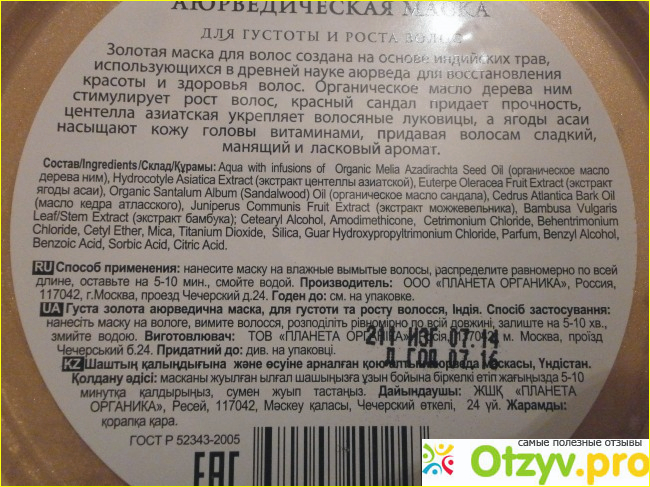 АЮРВЕДИЧЕСКАЯ МАСКА
ДЛЯ ГУСТОТЫ И РОСТА ВОЛОС
Золотая маска для волос создана на основе индийских трав,
использующихся в древней науке аюрведа для восстановления
красоты и здоровья волос. Органическое масло дерева ним
стимулирует рост волос, красный сандал придает прочность,
центелла азиатская укрепляет волосяные луковицы, а ягоды асаи
насыщают кожу головы витаминами, придавая волосам сладкий,
манящий и ласковый аромат.
Состав/Ingredients/Склад/Құрамы: Aqua with infusions of Organic Melia Azadirachta Seed Oil (органическое масло
дерева ним), Hydrocotyle Asiatica Extract (экстракт центеллы азиатской), Euterpe Oleracea Fruit Extract (экстракт
ягоды асаи), Organic Santalum Album (Sandalwood) Oil (органическое масло сандала), Cedrus Atlantica Bark Oil
(масло кедра атласского), Juniperus Communis Fruit Extract (экстракт можжевельника), Bambusa Vulgaris
Leaf/Stem Extract (экстракт бамбука); Cetearyl Alcohol, Amodimethicone, Cetrimonium Chloride, Behentrimonium
Chloride, Cetyl Ether, Mica, Titanium Dioxide, Silica, Guar Hydroxypropyltrimonium Chloride, Parfum, Benzyl Alcohol,
Benzoic Acid, Sorbic Acid, Citric Acid.
RU Способ применения: нанесите маску на влажные вымытые волосы, распределите равномерно по всей
длине, оставьте на 5-10 мин., смойте водой. Производитель: ООО «ПЛАНЕТА ОРГАНИКА», Россия,
117042, г.Москва, проезд Чечерский д.24. Годен до: см. на упаковке.
UA Густа золота аюрведична маска, для густоти та росту волосся, Індія. Спосіб застосування:
нанесіть маску на вологе, вимите волосся, розподіліть рівномірно по всій довжині, залиште на 5-10 хв.,
змийте водою. Виготовлювач: ТОВ «ПЛАНЕТА ОРГАНІКА», Росія, 117042, м. Москва, проїзд
Чечерський б.24. Придатний до: див. на упаковці.
211 ИЗГ 07.14
Д ГОД 07.16
KZ Шаштың қалыңдығына және өсуіне арналған қою алтын аюрведа маскасы, Үндістан.
Қолдану әдісі: масканы жуылған ылғал шашыңызға ұзын бойына біркелкі етіп жағыңызда 5-10
минутқа қалдырыңыз, сумен жуып тастаңыз. Дайындаушы: ЖШҚ «ПЛАНЕТА
ОРГАНИКА», Ресей, 117042, Мәскеу қаласы, Чечерский өткелі, 24 үй. Жарамды:
қорапқа қара.
ГОСТ Р 52343-2005
EAC
самые полезные отзывы
Otzyv.pro